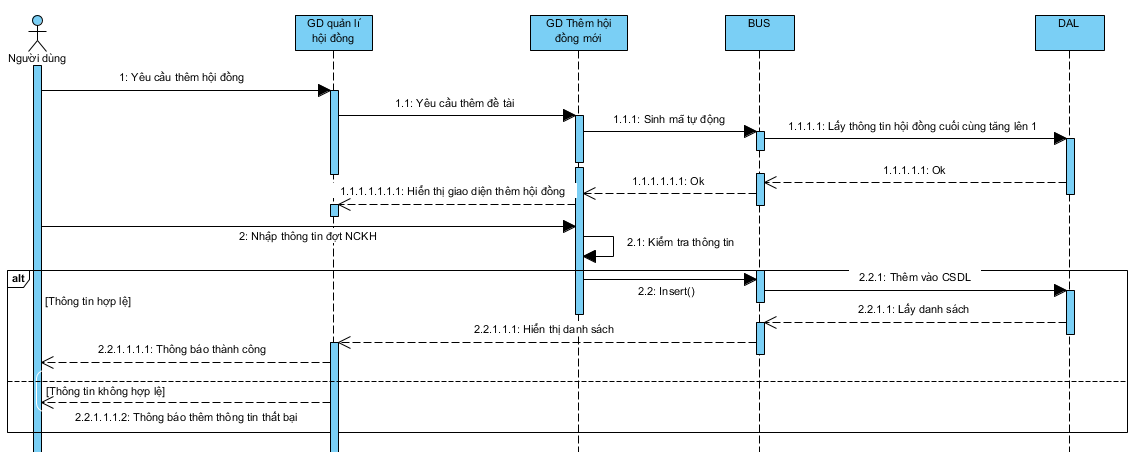 GD quản lí
hội đồng
GD Thêm hội
đồng mới
BUS
DAL
Người dùng
1: Yêu cầu thêm hội đồng
1.1: Yêu cầu thêm đề tài
1.1.1: Sinh mã tự động
1.1.1.1: Lấy thông tin hội đồng cuối cùng tăng lên 1
1.1.1.1.1: Ok
1.1.1.1.1.1: Ok
1.1.1.1.1.1.1: Hiển thị giao diện thêm hội đồng
2: Nhập thông tin đợt NCKH
2.1: Kiểm tra thông tin
alt
2.2.1: Thêm vào CSDL
2.2: Insert()
[Thông tin hợp lệ]
2.2.1.1: Lấy danh sách
2.2.1.1.1: Hiển thị danh sách
2.2.1.1.1.1: Thông báo thành công
[Thông tin không hợp lệ]
2.2.1.1.1.2: Thông báo thêm thông tin thất bại